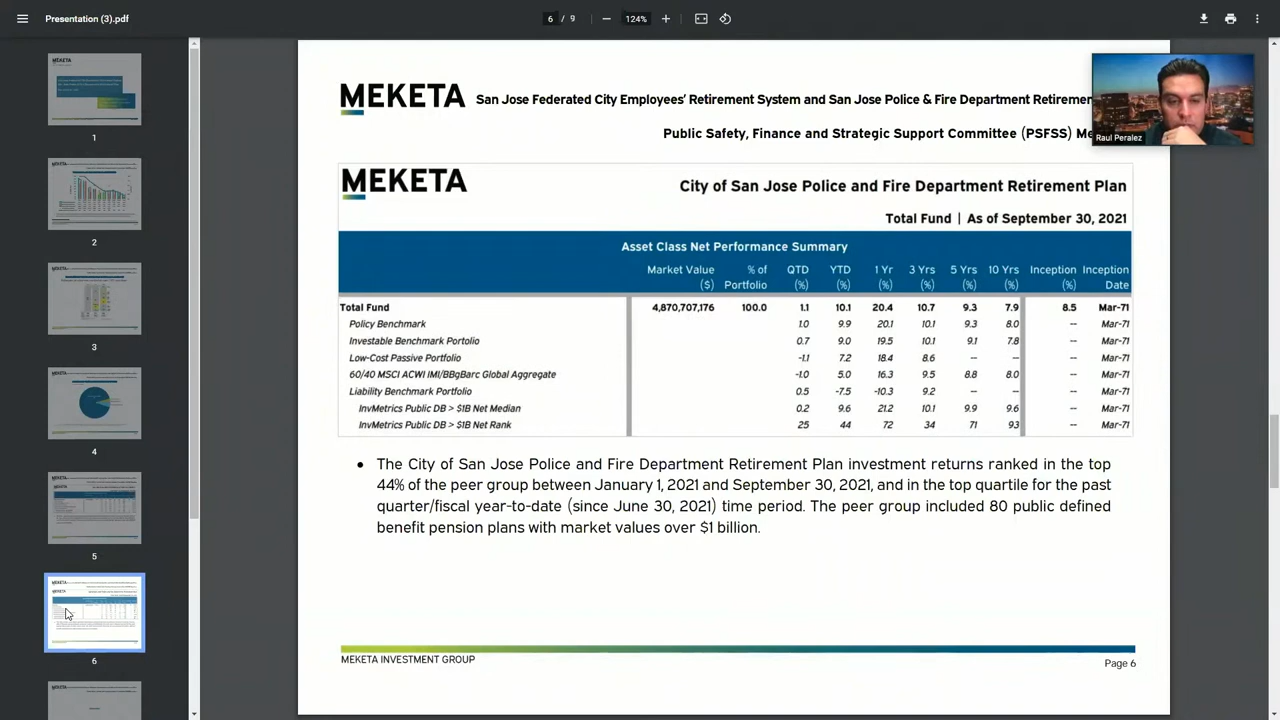 Presentation (3).pdf
6 / 9
124%
1
2
3
4
5
6
MEKETA
San Jose Federated City Employees' Retirement System and San Jose Police & Fire Department
Public Safety, Finance and Strategic Support Committee (PSFSS)
Raul Peralez
MEKETA
City of San Jose Police and Fire Department Retirement Plan
Total Fund | As of September 30, 2021
Asset Class Net Performance Summary
Market Value ($) % of Portfolio QTD (%) YTD (%) 1 Yr (%) 3 Yrs (%) 5 Yrs (%) 10 Yrs (%) Inception (%) Inception Date
Total Fund 4,870,707,176 100.0 1.1 10.1 20.4 10.7 9.3 7.9 8.5 Mar-71
Policy Benchmark 1.0 9.9 20.1 10.1 9.3 8.0 -- Mar-71
Investable Benchmark Portolio 0.7 9.0 19.5 10.1 9.1 7.8 -- Mar-71
Low-Cost Passive Portfolio -1.1 7.2 18.4 8.6 -- -- -- Mar-71
60/40 MSCI ACWI IMI/BBgBarc Global Aggregate -1.0 5.0 16.3 9.5 8.8 8.0 -- Mar-71
Liability Benchmark Portfolio 0.5 -7.5 -10.3 9.2 -- -- -- Mar-71
InvMetrics Public DB > $1B Net Median 0.2 9.6 21.2 10.1 9.9 9.6 -- Mar-71
InvMetrics Public DB > $1B Net Rank 25 44 72 34 71 93 -- Mar-71
• The City of San Jose Police and Fire Department Retirement Plan investment returns ranked in the top
44% of the peer group between January 1, 2021 and September 30, 2021, and in the top quartile for the past
quarter/fiscal year-to-date (since June 30, 2021) time period. The peer group included 80 public defined
benefit pension plans with market values over $1 billion.
MEKETA INVESTMENT GROUP
Page 6